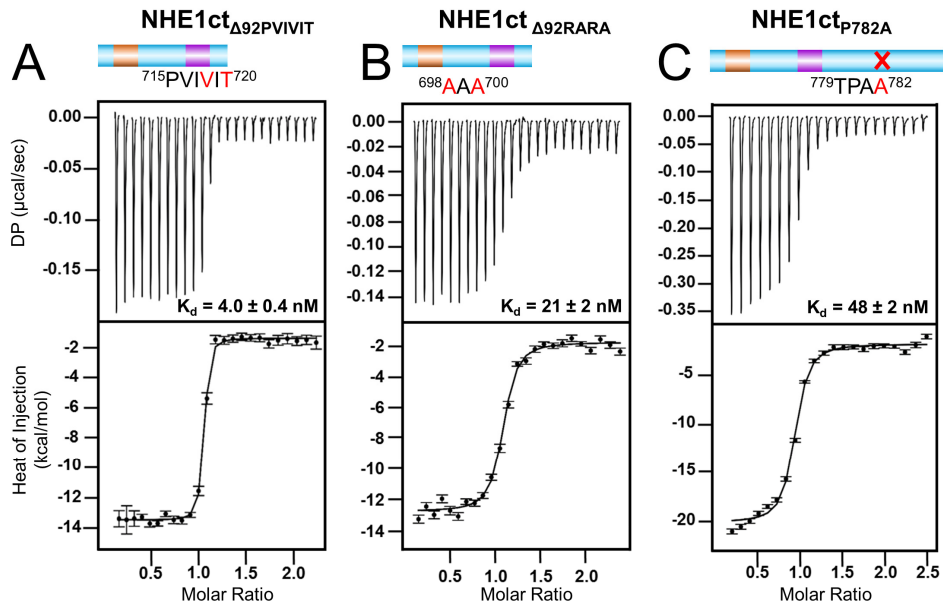 NHE1ctΔ92PVIVIT
NHE1ctΔ92RARA
NHE1ctP782A
A
B
C
715PVIVIT720
698AAA700
779TPAA782
DP (µcal/sec)
0.00
-0.05
-0.10
-0.15
Kd = 4.0 ± 0.4 nM
0.00
-0.02
-0.04
-0.06
-0.08
-0.10
-0.12
-0.14
Kd = 21 ± 2 nM
0.00
-0.05
-0.10
-0.15
-0.20
-0.25
-0.30
-0.35
Kd = 48 ± 2 nM
Heat of Injection
(kcal/mol)
-2
-4
-6
-8
-10
-12
-14
-2
-4
-6
-8
-10
-12
-14
-5
-10
-15
-20
0.5 1.0 1.5 2.0
0.5 1.0 1.5 2.0
0.5 1.0 1.5 2.0 2.5
Molar Ratio
Molar Ratio
Molar Ratio